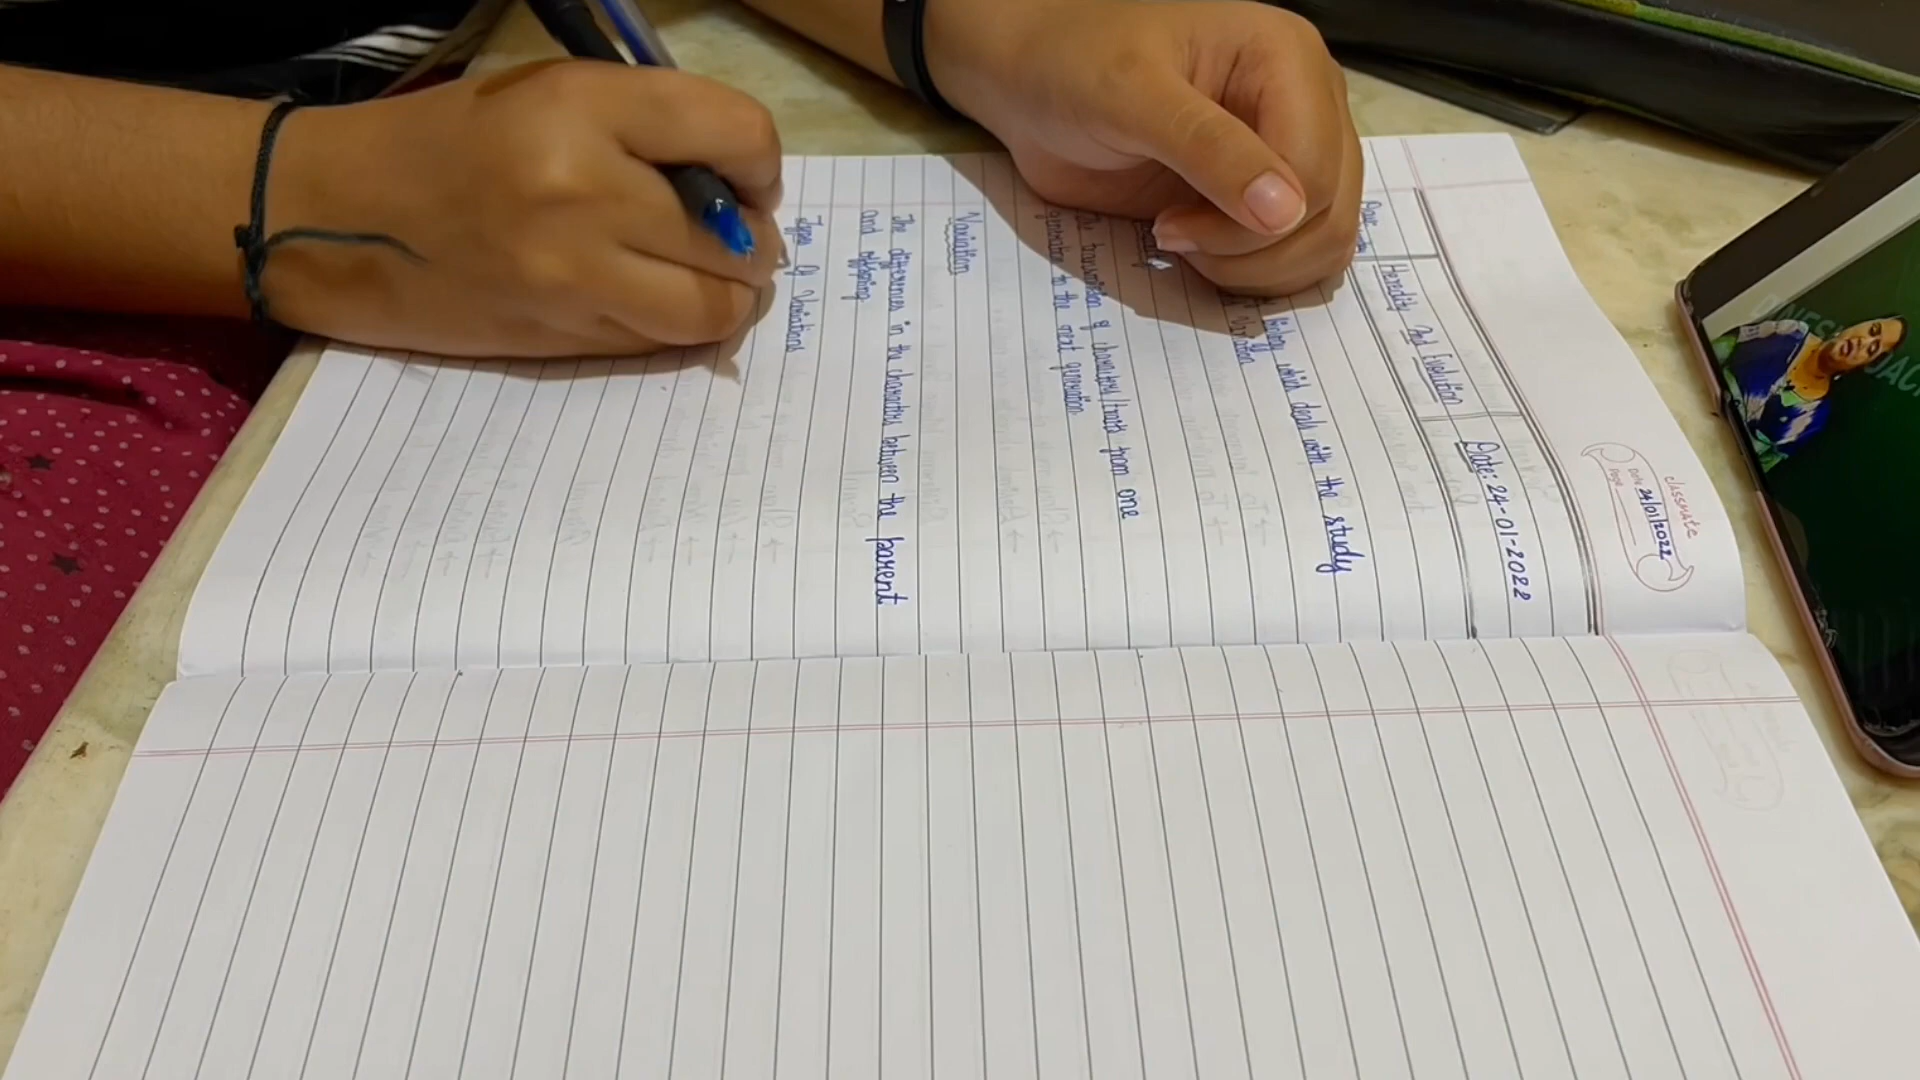 classmate
Date 24/01/2022
Page
Date: 24-01-2022
Heredity And Evolution
biology which deals with the study
The transmission of characters/traits from one
generation to the next generation
Variation
The differences in the characters between the parent
and offspring
Types of Variations